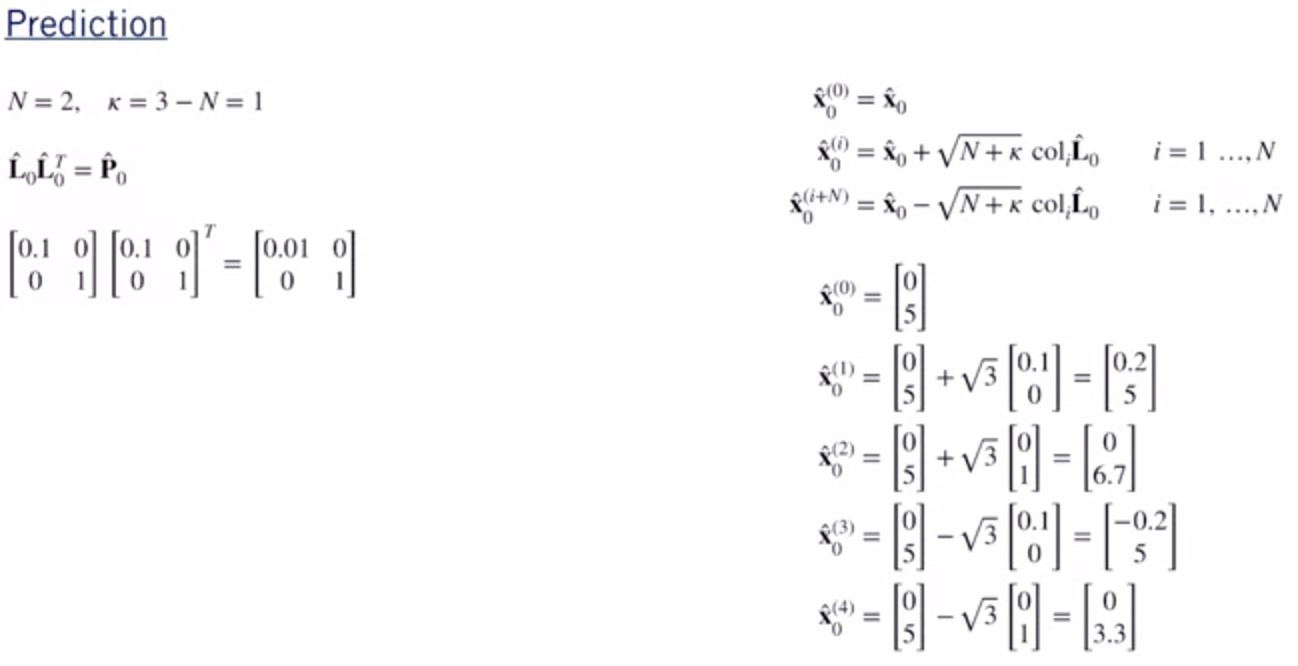 Prediction
N = 2, κ = 3 − N = 1
L̂₀L̂₀ᵀ = P̂₀
[0.1 0; 0 1] [0.1 0; 0 1]ᵀ = [0.01 0; 0 1]
x̂₀⁽⁰⁾ = x̂₀
x̂₀⁽ⁱ⁾ = x̂₀ + √(N + κ) colᵢL̂₀ i = 1 …, N
x̂₀⁽ⁱ⁺ᴺ⁾ = x̂₀ − √(N + κ) colᵢL̂₀ i = 1, …, N
x̂₀⁽⁰⁾ = [0; 5]
x̂₀⁽¹⁾ = [0; 5] + √3 [0.1; 0] = [0.2; 5]
x̂₀⁽²⁾ = [0; 5] + √3 [0; 1] = [0; 6.7]
x̂₀⁽³⁾ = [0; 5] − √3 [0.1; 0] = [−0.2; 5]
x̂₀⁽⁴⁾ = [0; 5] − √3 [0; 1] = [0; 3.3]